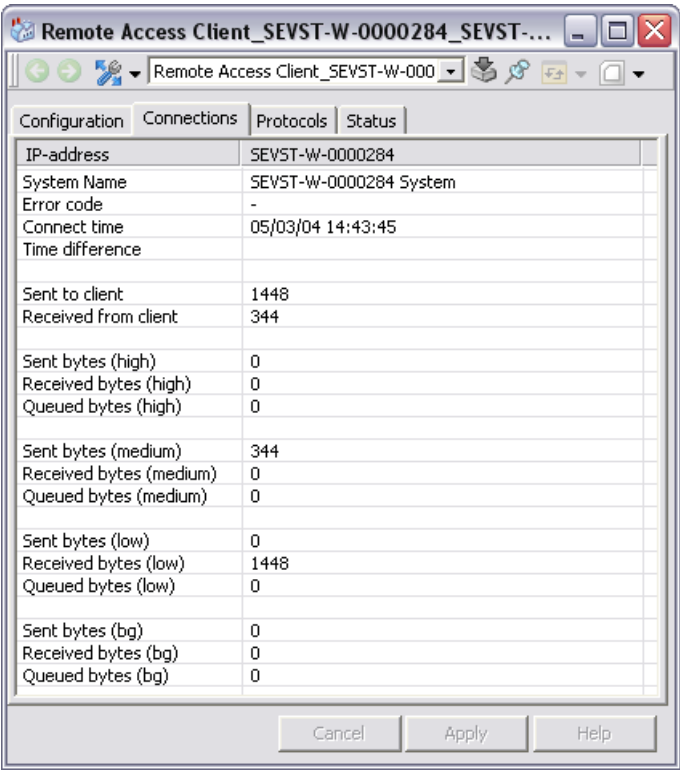 Remote Access Client_SEVST-W-0000284_SEVST-...
Remote Access Client_SEVST-W-000
Configuration Connections Protocols Status
IP-address SEVST-W-0000284
System Name SEVST-W-0000284 System
Error code -
Connect time 05/03/04 14:43:45
Time difference
Sent to client 1448
Received from client 344
Sent bytes (high) 0
Received bytes (high) 0
Queued bytes (high) 0
Sent bytes (medium) 344
Received bytes (medium) 0
Queued bytes (medium) 0
Sent bytes (low) 0
Received bytes (low) 1448
Queued bytes (low) 0
Sent bytes (bg) 0
Received bytes (bg) 0
Queued bytes (bg) 0
Cancel Apply Help